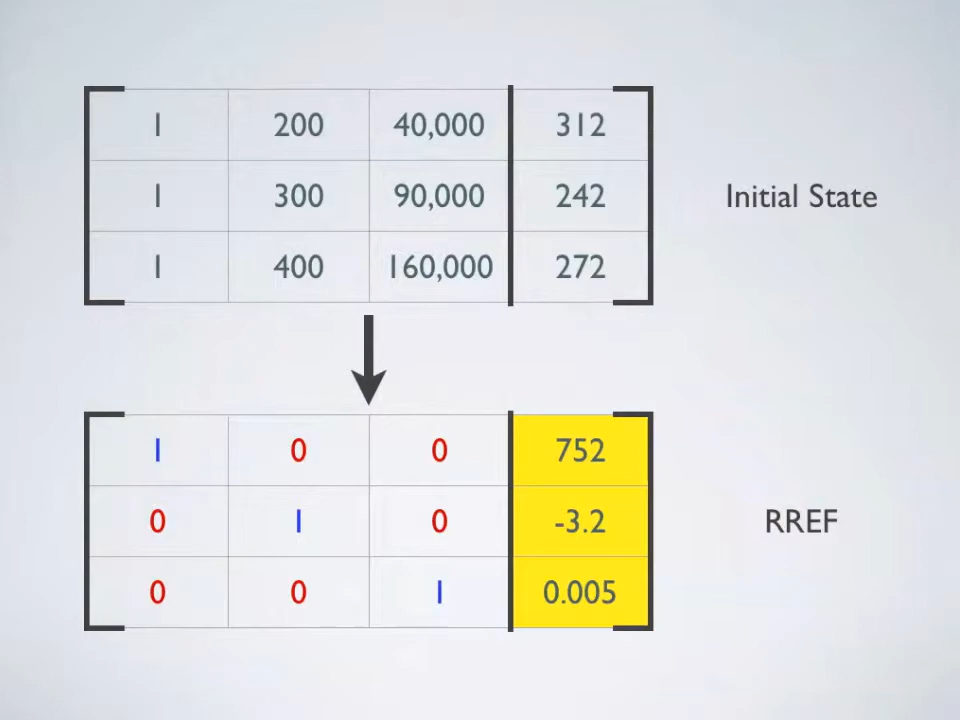 1 200 40,000 312
1 300 90,000 242
Initial State
1 400 160,000 272
1 0 0 752
0 1 0 -3.2
RREF
0 0 1 0.005